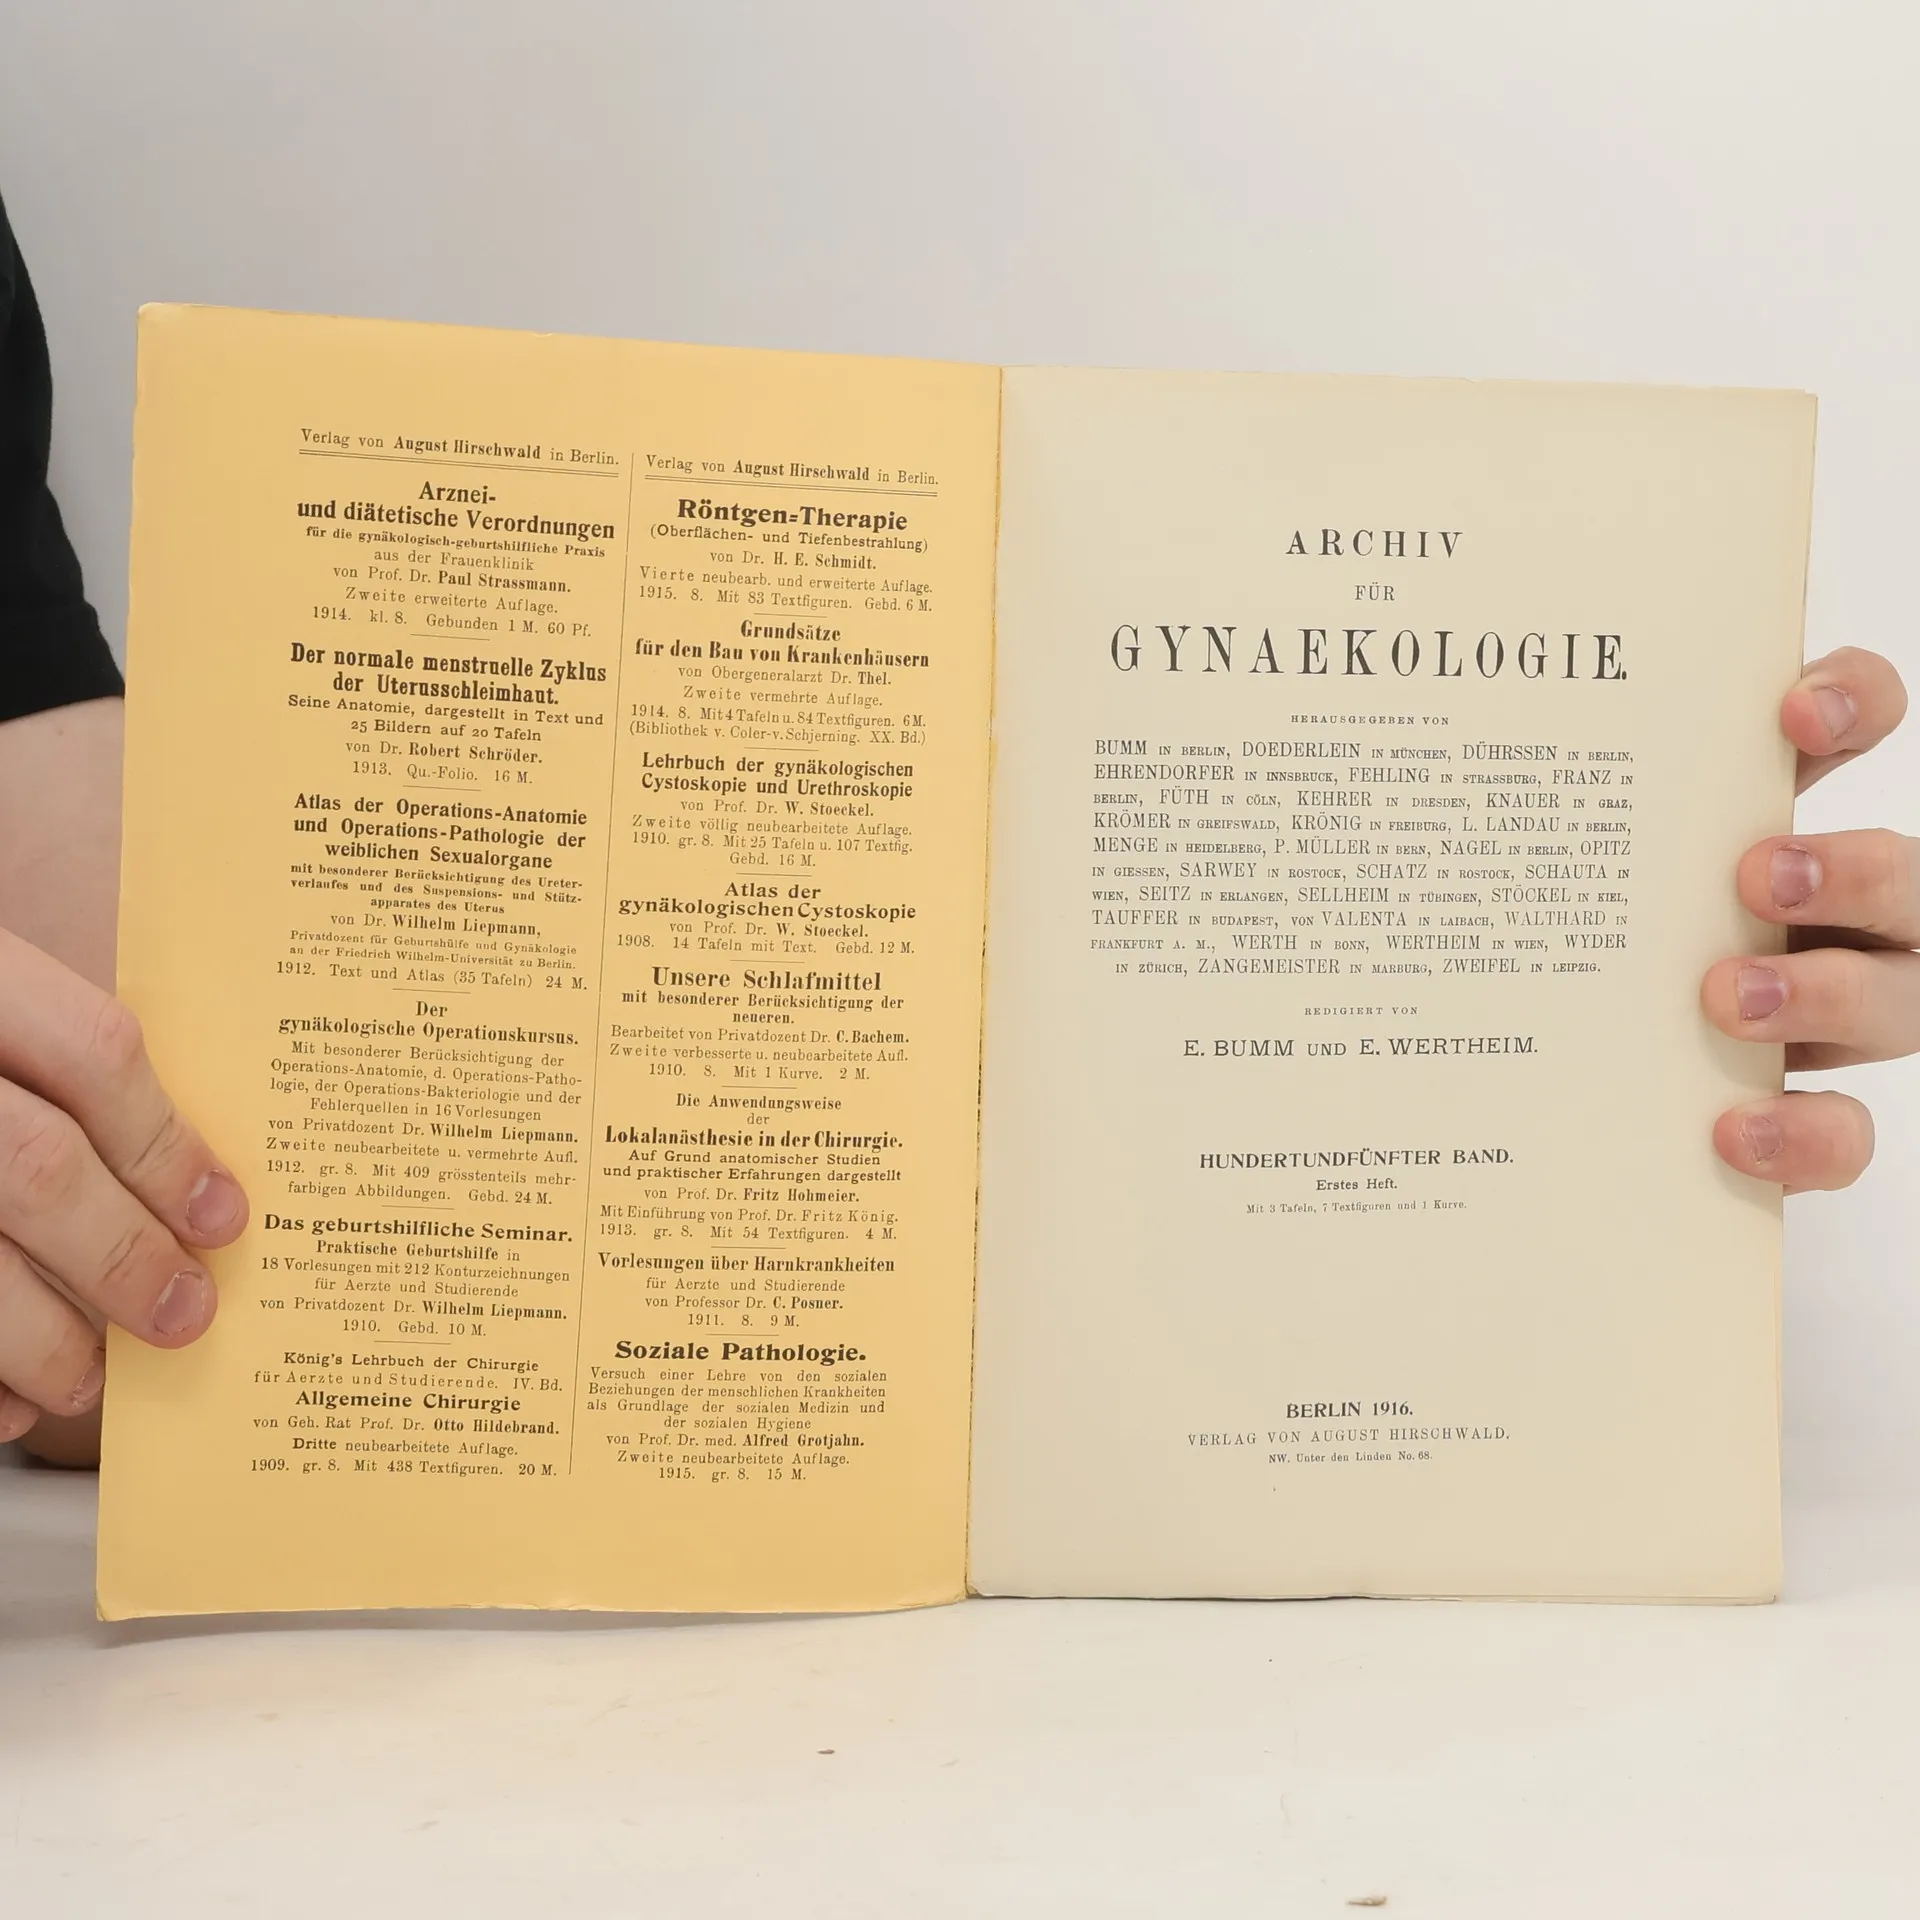 Verlag von August Hirschwald in Berlin.
Arznei-
und diätetische Verordnungen
für die gynäkologisch-geburtshilfliche Praxis
aus der Frauenklinik
von Prof. Dr. Paul Strassmann.
Zweite erweiterte Auflage.
1914. kl. 8. Gebunden 1 M. 60 Pf.
Der normale menstruelle Zyklus
der Uterusschleimhaut.
Seine Anatomie, dargestellt in Text und
25 Bildern auf 20 Tafeln
von Dr. Robert Schröder.
1913. Qu.-Folio. 16 M.
Atlas der Operations-Anatomie
und Operations-Pathologie der
weiblichen Sexualorgane
mit besonderer Berücksichtigung des Ureter-
verlaufes und des Suspensions- und Stütz-
apparates des Uterus
von Dr. Wilhelm Liepmann,
Privatdozent für Geburtshülfe und Gynäkologie
an der Friedrich Wilhelm-Universität zu Berlin.
1912. Text und Atlas (35 Tafeln) 24 M.
Der
gynäkologische Operationskursus.
Mit besonderer Berücksichtigung der
Operations-Anatomie, d. Operations-Patho-
logie, der Operations-Bakteriologie und der
Fehlerquellen in 16 Vorlesungen
von Privatdozent Dr. Wilhelm Liepmann.
Zweite neubearbeitete u. vermehrte Aufl.
1912. gr. 8. Mit 409 grösstenteils mehr-
farbigen Abbildungen. Gebd. 24 M.
Das geburtshilfliche Seminar.
Praktische Geburtshilfe in
18 Vorlesungen mit 212 Konturzeichnungen
für Aerzte und Studierende
von Privatdozent Dr. Wilhelm Liepmann.
1910. Gebd. 10 M.
König's Lehrbuch der Chirurgie
für Aerzte und Studierende. IV. Bd.
Allgemeine Chirurgie
von Geh. Rat Prof. Dr. Otto Hildebrand.
Dritte neubearbeitete Auflage.
1909. gr. 8. Mit 438 Textfiguren. 20 M.
Verlag von August Hirschwald in Berlin.
Röntgen-Therapie
(Oberflächen- und Tiefenbestrahlung)
von Dr. H. E. Schmidt.
Vierte neubearb. und erweiterte Auflage.
1915. 8. Mit 83 Textfiguren. Gebd. 6 M.
Grundsätze
für den Bau von Krankenhäusern
von Obergeneralarzt Dr. Thel.
Zweite vermehrte Auflage.
1914. 8. Mit 4 Tafeln u. 84 Textfiguren. 6 M.
(Bibliothek v. Coler-v. Schjerning. XX. Bd.)
Lehrbuch der gynäkologischen
Cystoskopie und Urethroskopie
von Prof. Dr. W. Stoeckel.
Zweite völlig neubearbeitete Auflage.
1910. gr. 8. Mit 25 Tafeln u. 107 Textfig.
Gebd. 16 M.
Atlas der
gynäkologischen Cystoskopie
von Prof. Dr. W. Stoeckel.
1908. 14 Tafeln mit Text. Gebd. 12 M.
Unsere Schlafmittel
mit besonderer Berücksichtigung der
neueren.
Bearbeitet von Privatdozent Dr. C. Bachem.
Zweite verbesserte u. neubearbeitete Aufl.
1910. 8. Mit 1 Kurve. 2 M.
Die Anwendungsweise
der
Lokalanästhesie in der Chirurgie.
Auf Grund anatomischer Studien
und praktischer Erfahrungen dargestellt
von Prof. Dr. Fritz Hohmeier.
Mit Einführung von Prof. Dr. Fritz König.
1913. gr. 8. Mit 54 Textfiguren. 4 M.
Vorlesungen über Harnkrankheiten
für Aerzte und Studierende
von Professor Dr. C. Posner.
1911. 8. 9 M.
Soziale Pathologie.
Versuch einer Lehre von den sozialen
Beziehungen der menschlichen Krankheiten
als Grundlage der sozialen Medizin und
der sozialen Hygiene
von Prof. Dr. med. Alfred Grotjahn.
Zweite neubearbeitete Auflage.
1915. gr. 8. 15 M.
ARCHIV
FÜR
GYNAEKOLOGIE.
HERAUSGEGEBEN VON
BUMM IN BERLIN, DOEDERLEIN IN MÜNCHEN, DÜHRSSEN IN BERLIN,
EHRENDORFER IN INNSBRUCK, FEHLING IN STRASSBURG, FRANZ IN
BERLIN, FÜTH IN CÖLN, KEHRER IN DRESDEN, KNAUER IN GRAZ,
KRÖMER IN GREIFSWALD, KRÖNIG IN FREIBURG, L. LANDAU IN BERLIN,
MENGE IN HEIDELBERG, P. MÜLLER IN BERN, NAGEL IN BERLIN, OPITZ
IN GIESSEN, SARWEY IN ROSTOCK, SCHATZ IN ROSTOCK, SCHAUTA IN
WIEN, SEITZ IN ERLANGEN, SELLHEIM IN TÜBINGEN, STÖCKEL IN KIEL,
TAUFFER IN BUDAPEST, VON VALENTA IN LAIBACH, WALTHARD IN
FRANKFURT A. M., WERTH IN BONN, WERTHEIM IN WIEN, WYDER
IN ZÜRICH, ZANGEMEISTER IN MARBURG, ZWEIFEL IN LEIPZIG.
REDIGIERT VON
E. BUMM UND E. WERTHEIM.
HUNDERTUNDFÜNFTER BAND.
Erstes Heft.
Mit 3 Tafeln, 7 Textfiguren und 1 Kurve.
BERLIN 1916.
VERLAG VON AUGUST HIRSCHWALD.
NW. Unter den Linden No. 68.